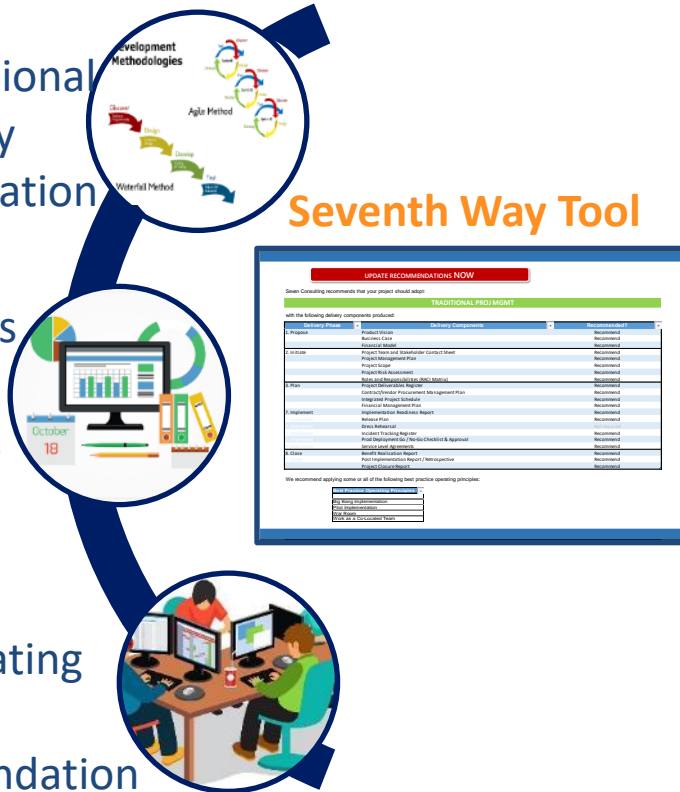 ional
y
ation
s
ating
ndation
evelopment
Methodologies
Agile Method
Discover
Design
Develop
Test
Waterfall Method
October
18
Seventh Way Tool
UPDATE RECOMMENDATIONS NOW
Seven Consulting recommends that your project should adopt:
TRADITIONAL PROJ MGMT
with the following delivery components produced:
Delivery Phase Delivery Components Recommended?
1. Propose Product Vision Recommend
Business Case Recommend
Financial Model Recommend
2. Initiate Project Team and Stakeholder Contact Sheet Recommend
Project Management Plan Recommend
Project Scope Recommend
Project Risk Assessment Recommend
Roles and Responsibilities (RACI Matrix) Recommend
3. Plan Project Deliverables Register Recommend
Contract/Vendor Procurement Management Plan Recommend
Integrated Project Schedule Recommend
Financial Management Plan Recommend
7. Implement Implementation Readiness Report Recommend
Release Plan Recommend
Dress Rehearsal
Incident Tracking Register Recommend
Prod Deployment Go / No-Go Checklist & Approval Recommend
Service Level Agreements Recommend
8. Close Benefit Realisation Report Recommend
Post Implementation Report / Retrospective Recommend
Project Closure Report Recommend
We recommend applying some or all of the following best practice operating principles:
Best Practice Operating Principles
Big Bang Implementation
Pilot Implementation
War Room
Work as a Co-Located Team